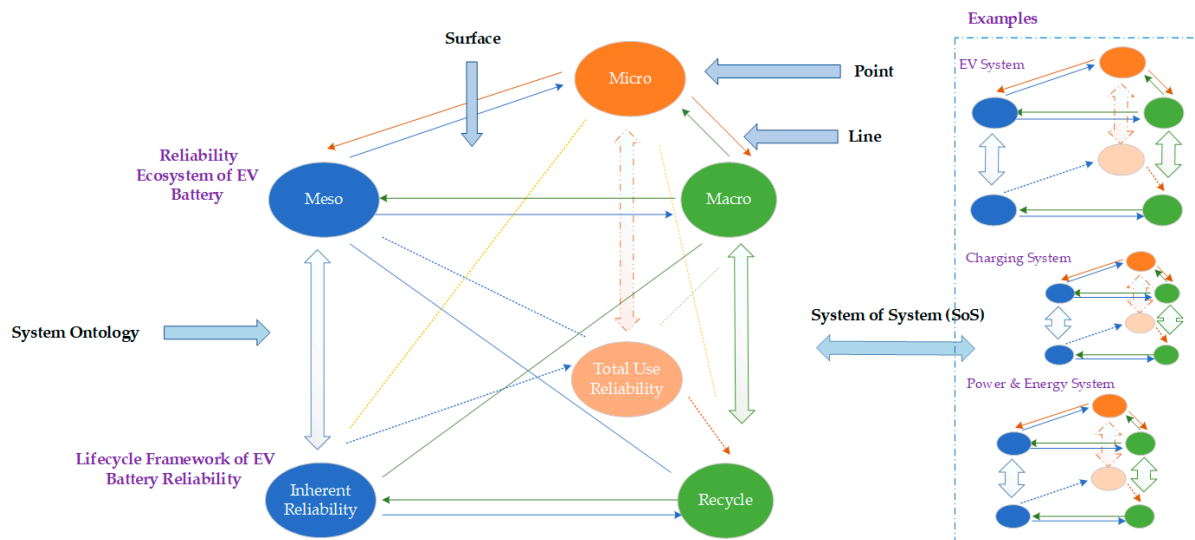 Examples
Surface
EV System
Micro
Point
Line
Reliability
Ecosystem of EV
Battery
Meso
Macro
Charging System
System Ontology
System of System (SoS)
Total Use
Reliability
Power & Energy System
Lifecycle Framework of EV
Battery Reliability
Inherent
Reliability
Recycle